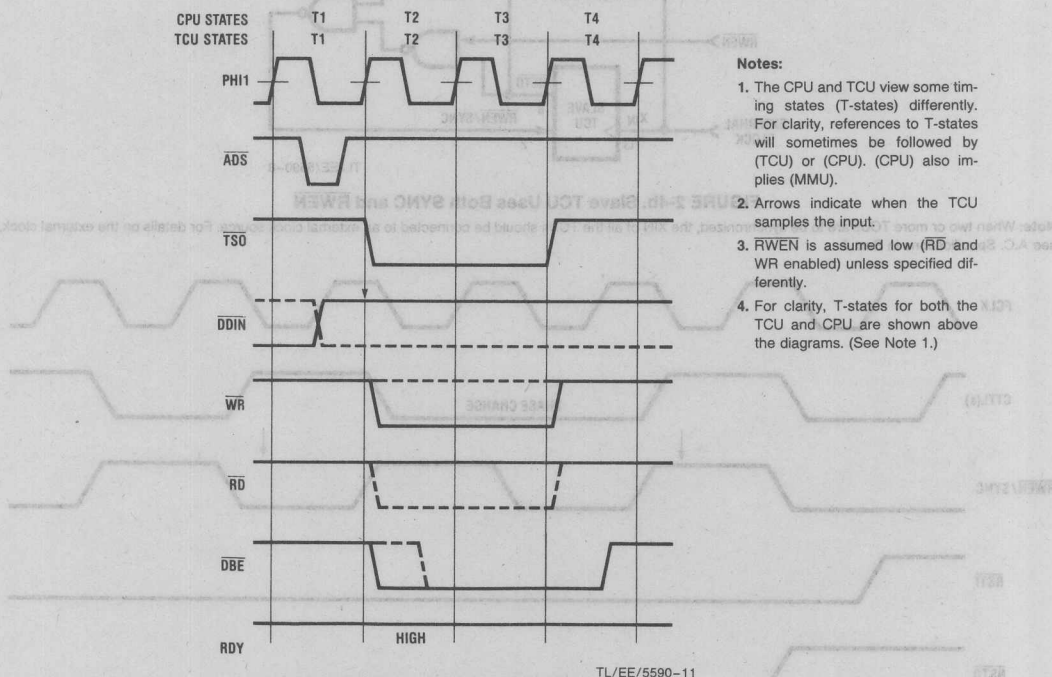 CPU STATES T1 T2 T3 T4
TCU STATES T1 T2 T3 T4
PHI1
ADS
TSO
DDIN
WR
RD
DBE
RDY
HIGH
Notes:
1. The CPU and TCU view some tim-
ing states (T-states) differently.
For clarity, references to T-states
will sometimes be followed by
(TCU) or (CPU). (CPU) also im-
plies (MMU).
2. Arrows indicate when the TCU
samples the input.
3. RWEN is assumed low (RD and
WR enabled) unless specified dif-
ferently.
4. For clarity, T-states for both the
TCU and CPU are shown above
the diagrams. (See Note 1.)
TL/EE/5590-11